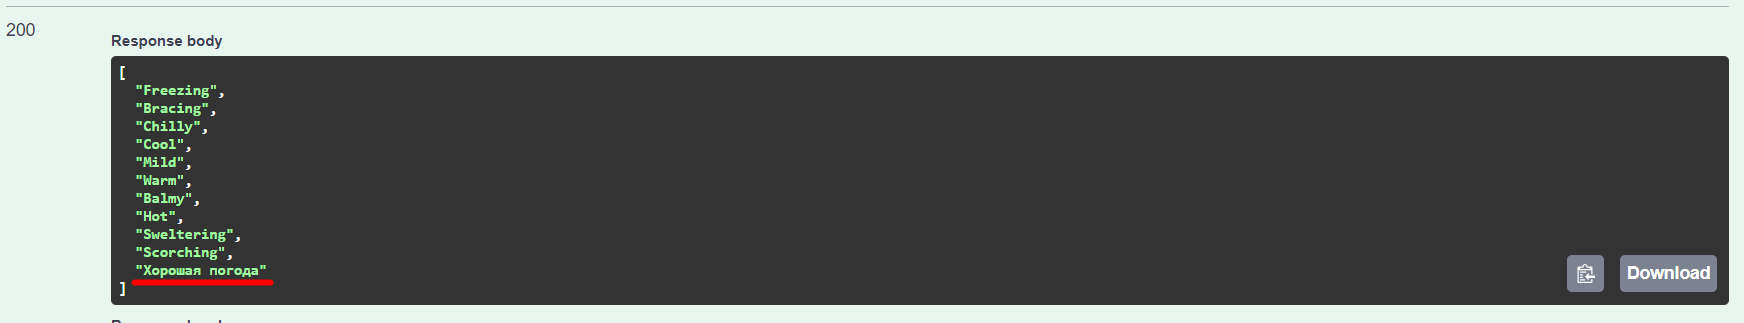 200
Response body
[
"Freezing",
"Bracing",
"Chilly",
"Cool",
"Mild",
"Warm",
"Balmy",
"Hot",
"Sweltering",
"Scorching",
"Хорошая погода"
]
Download